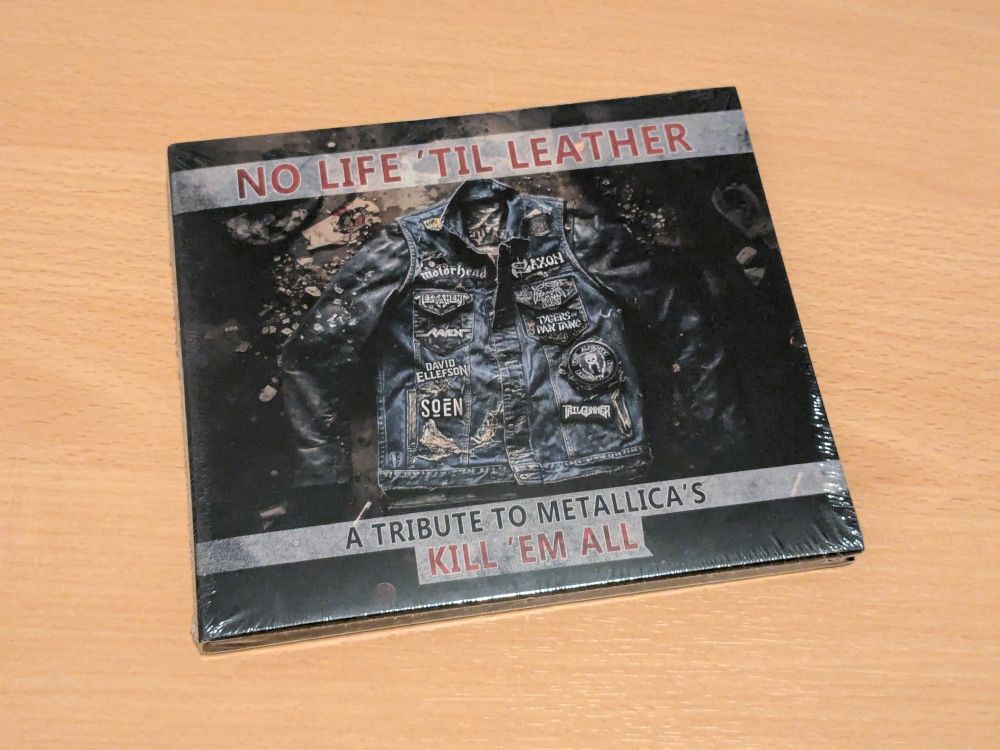 NO LIFE 'TIL LEATHER
motörhead
SAXON
TESTAMENT
RAVEN
TYGERS OF
PAN TANG
DAVID
ELLEFSON
SOEN
TAILGUNNER
A TRIBUTE TO METALLICA'S
KILL 'EM ALL